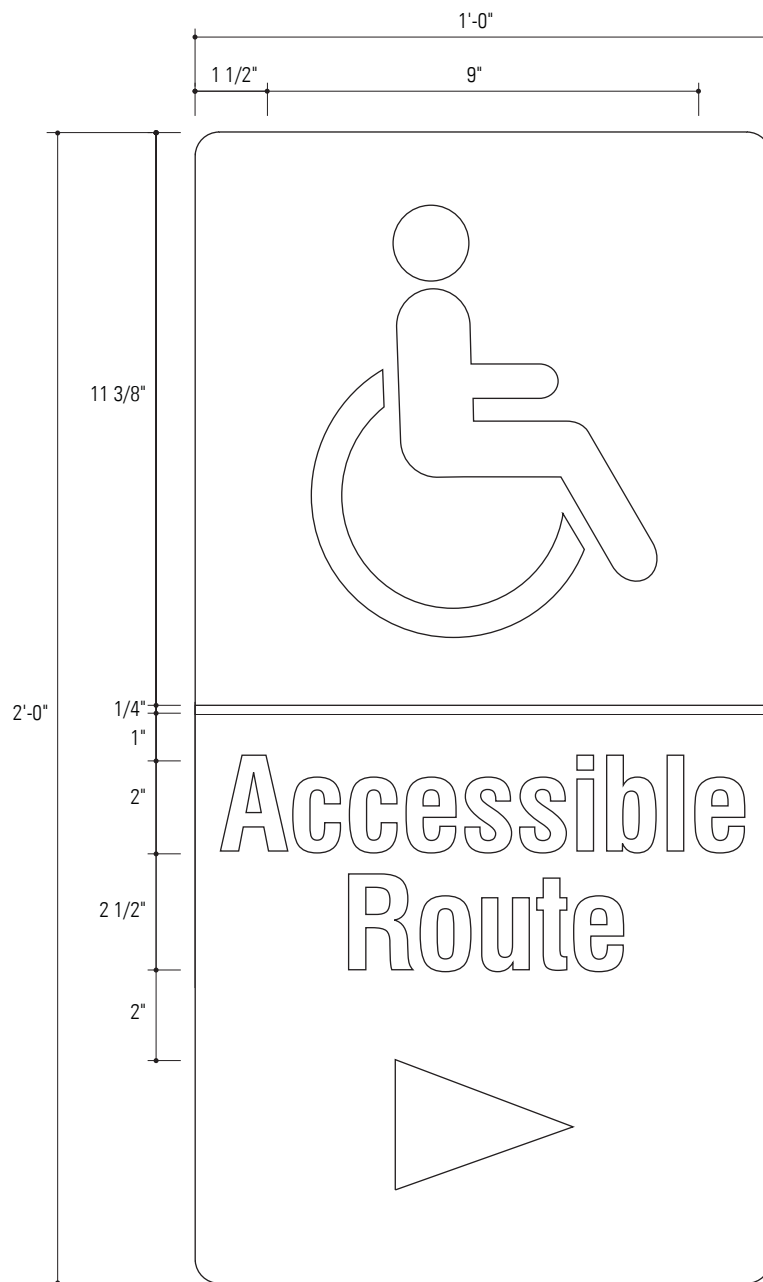 1'-0"
1 1/2" 9"
11 3/8"
2'-0"
1/4"
1"
2"
2 1/2"
2"
Accessible
Route